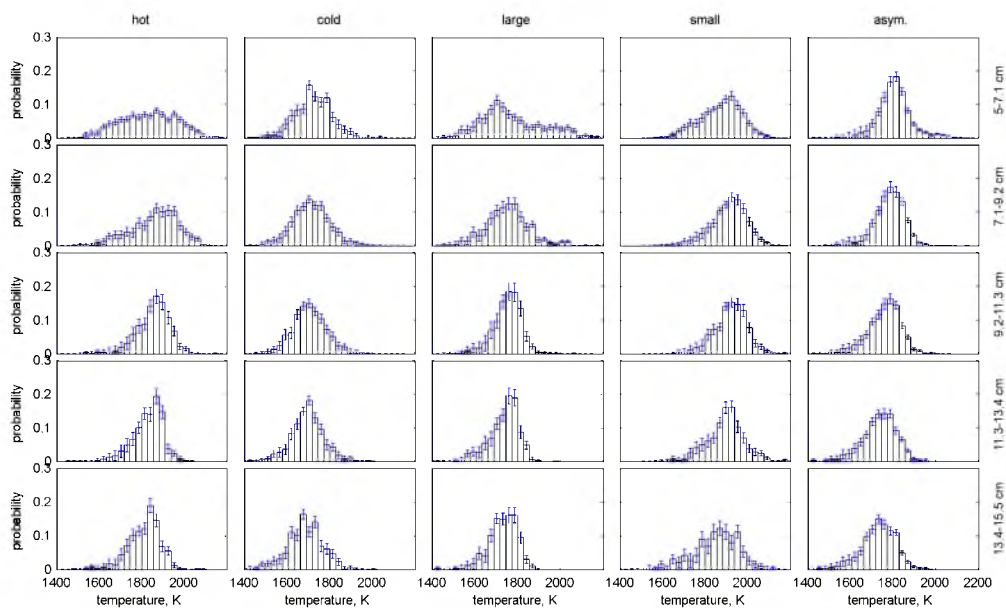 hot cold large small asym.
0.3
0.2
0.1
0
probability
5-7.1 cm
0.3
0.2
0.1
0
probability
7.1-9.2 cm
0.3
0.2
0.1
0
probability
9.2-11.3 cm
0.3
0.2
0.1
0
probability
11.3-13.4 cm
0.3
0.2
0.1
0
probability
13.4-15.5 cm
1400 1600 1800 2000 1400 1600 1800 2000 1400 1600 1800 2000 1400 1600 1800 2000 1400 1600 1800 2000 2200
temperature, K temperature, K temperature, K temperature, K temperature, K